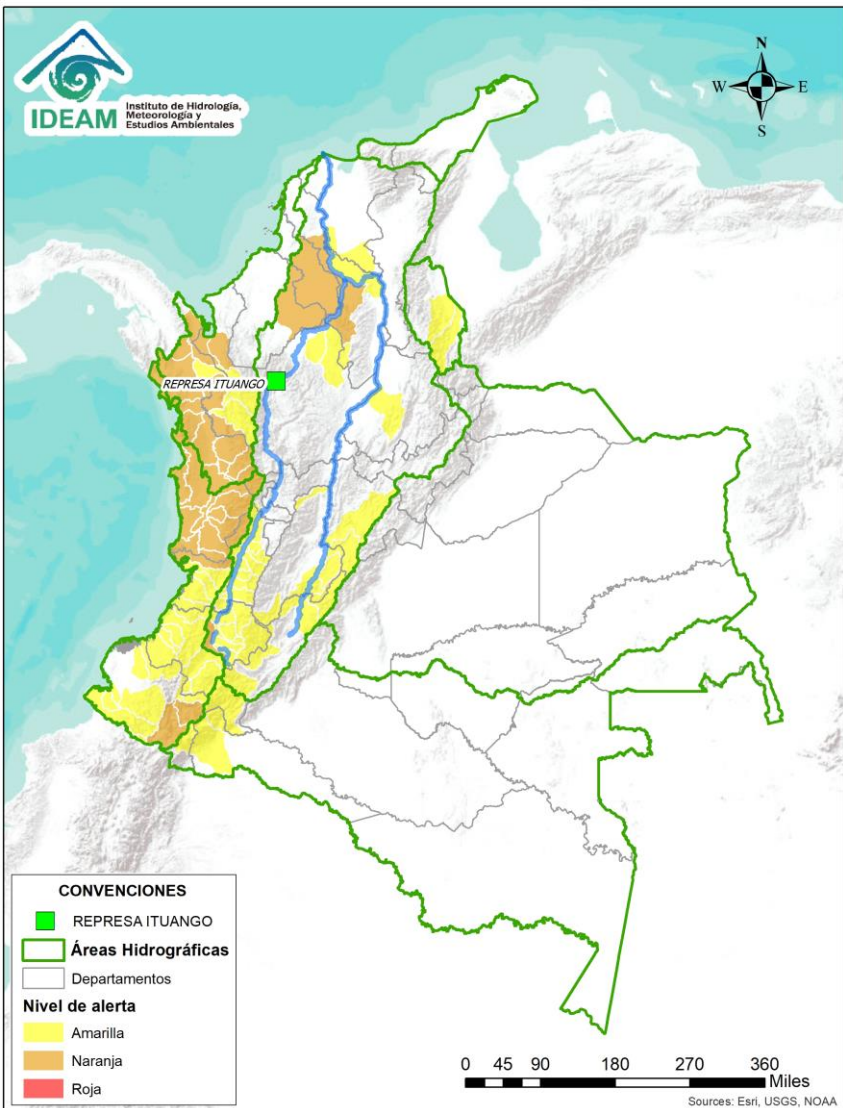 IDEAM
Instituto de Hidrología,
Meteorología y
Estudios Ambientales
N
W
E
S
REPRESA ITUANGO
CONVENCIONES
REPRESA ITUANGO
Áreas Hidrográficas
Departamentos
Nivel de alerta
Amarilla
Naranja
Roja
0 45 90 180 270 360
Miles
Sources: Esri, USGS, NOAA